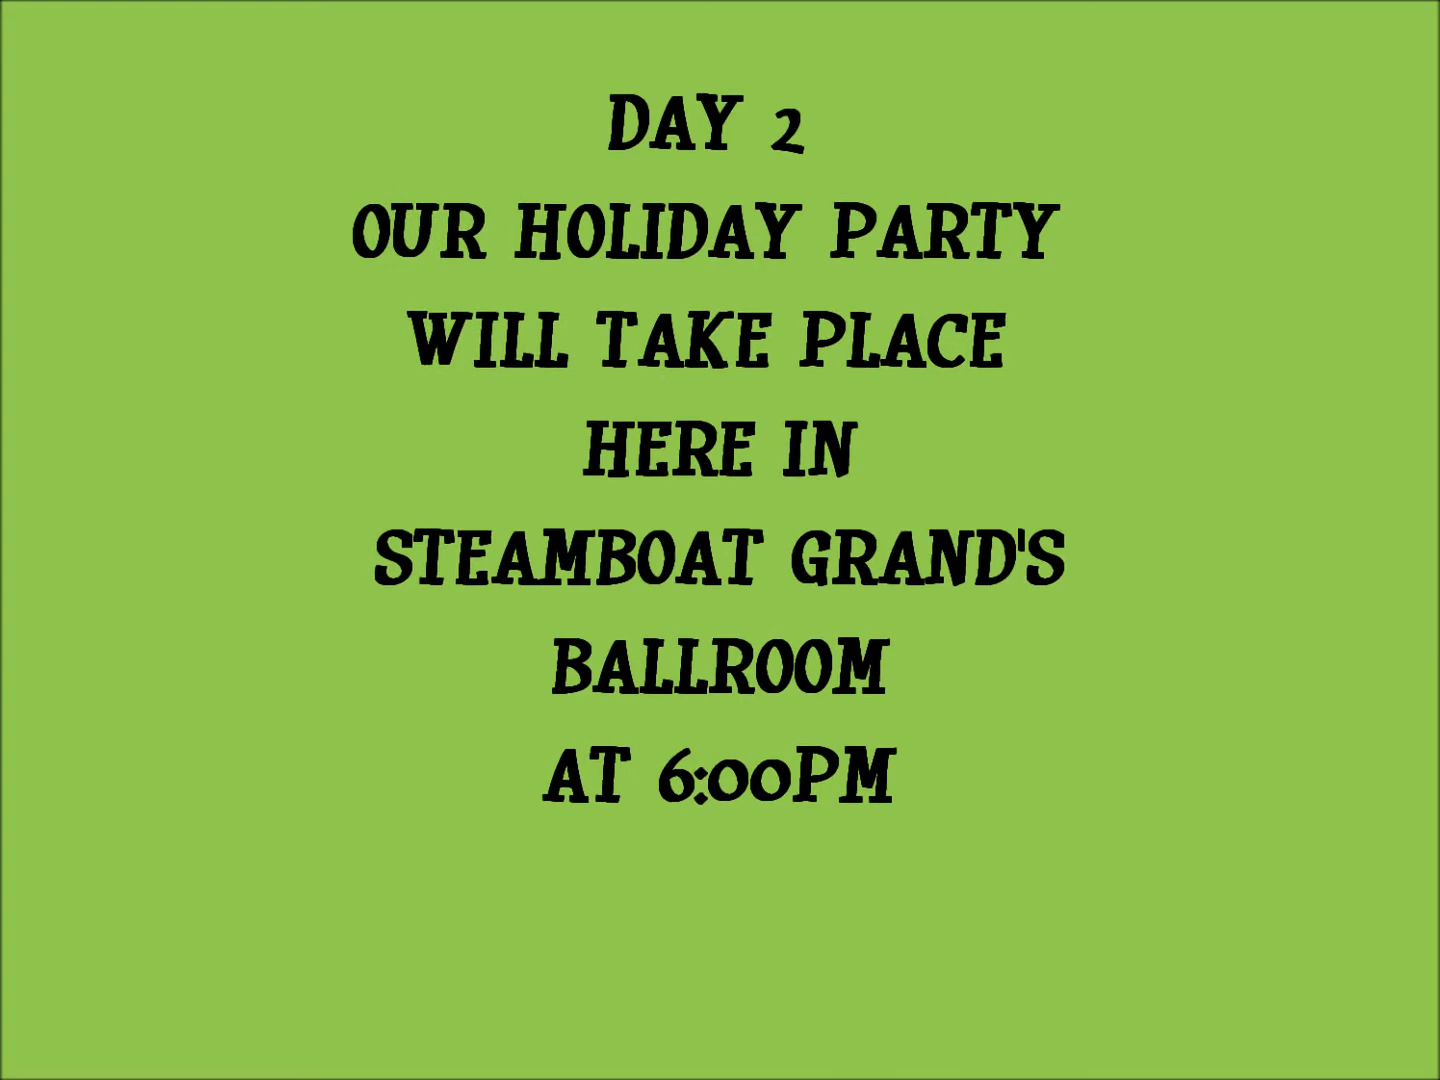 DAY 2
OUR HOLIDAY PARTY
WILL TAKE PLACE
HERE IN
STEAMBOAT GRAND'S
BALLROOM
AT 6:00PM